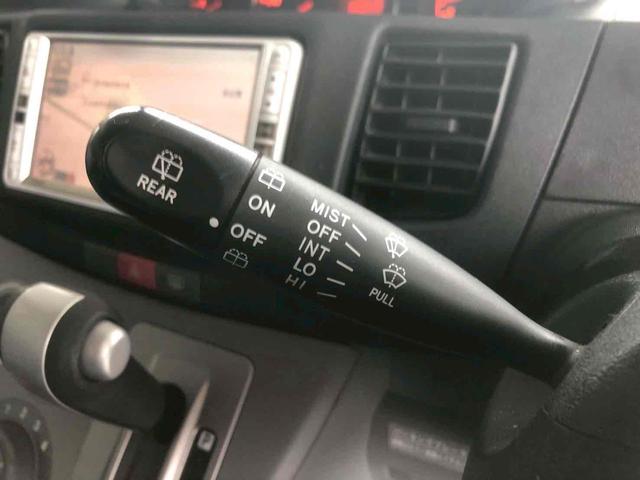 REAR
ON
OFF
MIST
OFF
INT
LO
HI
PULL